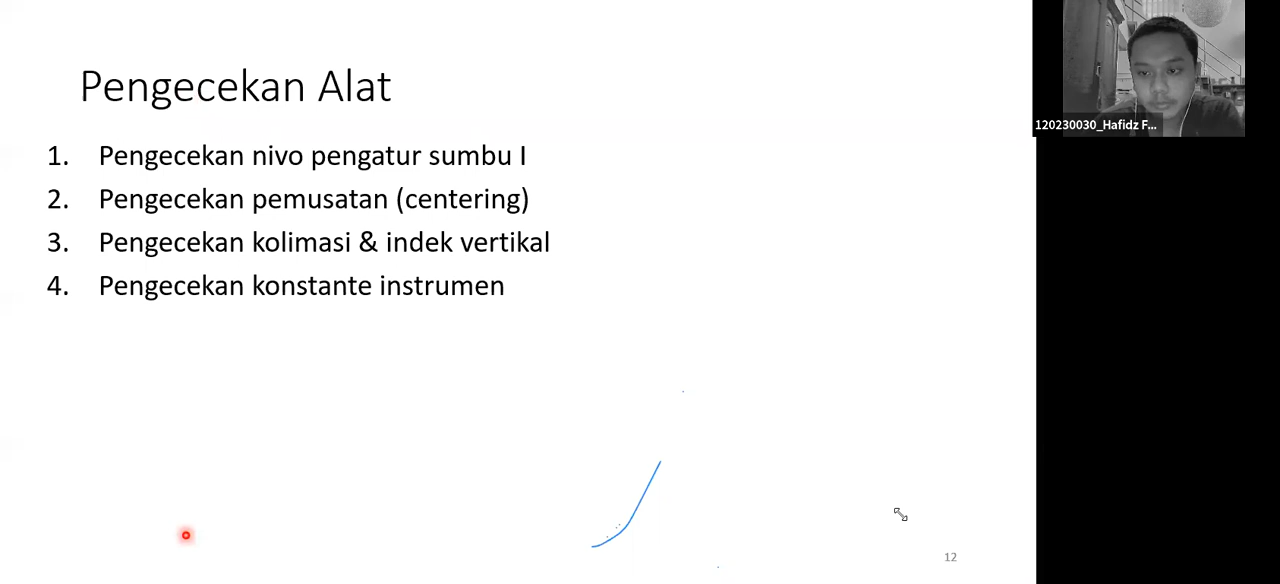 Pengecekan Alat
1. Pengecekan nivo pengatur sumbu I
2. Pengecekan pemusatan (centering)
3. Pengecekan kolimasi & indek vertikal
4. Pengecekan konstante instrumen
12
120230030_Hafidz F...